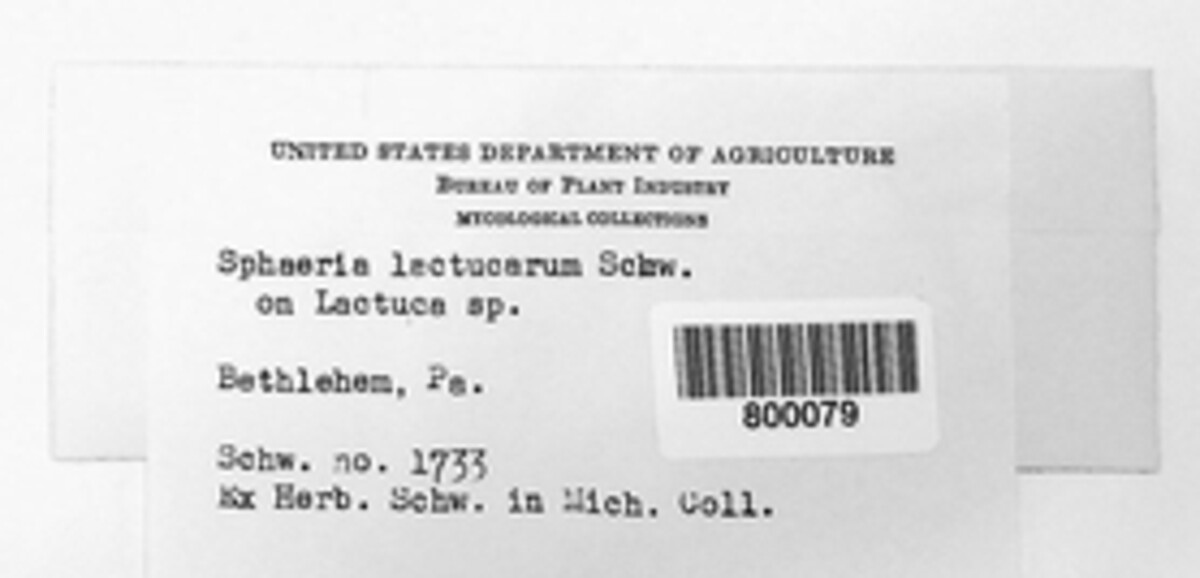 UNITED STATES DEPARTMENT OF AGRICULTURE
BUREAU OF PLANT INDUSTRY
MYCOLOGICAL COLLECTIONS
Sphaeria lactucarum Schw.
on Lactuca sp.
Bethlehem, Pa.
800079
Schw. no. 1733
Ex Herb. Schw. in Mich. Coll.